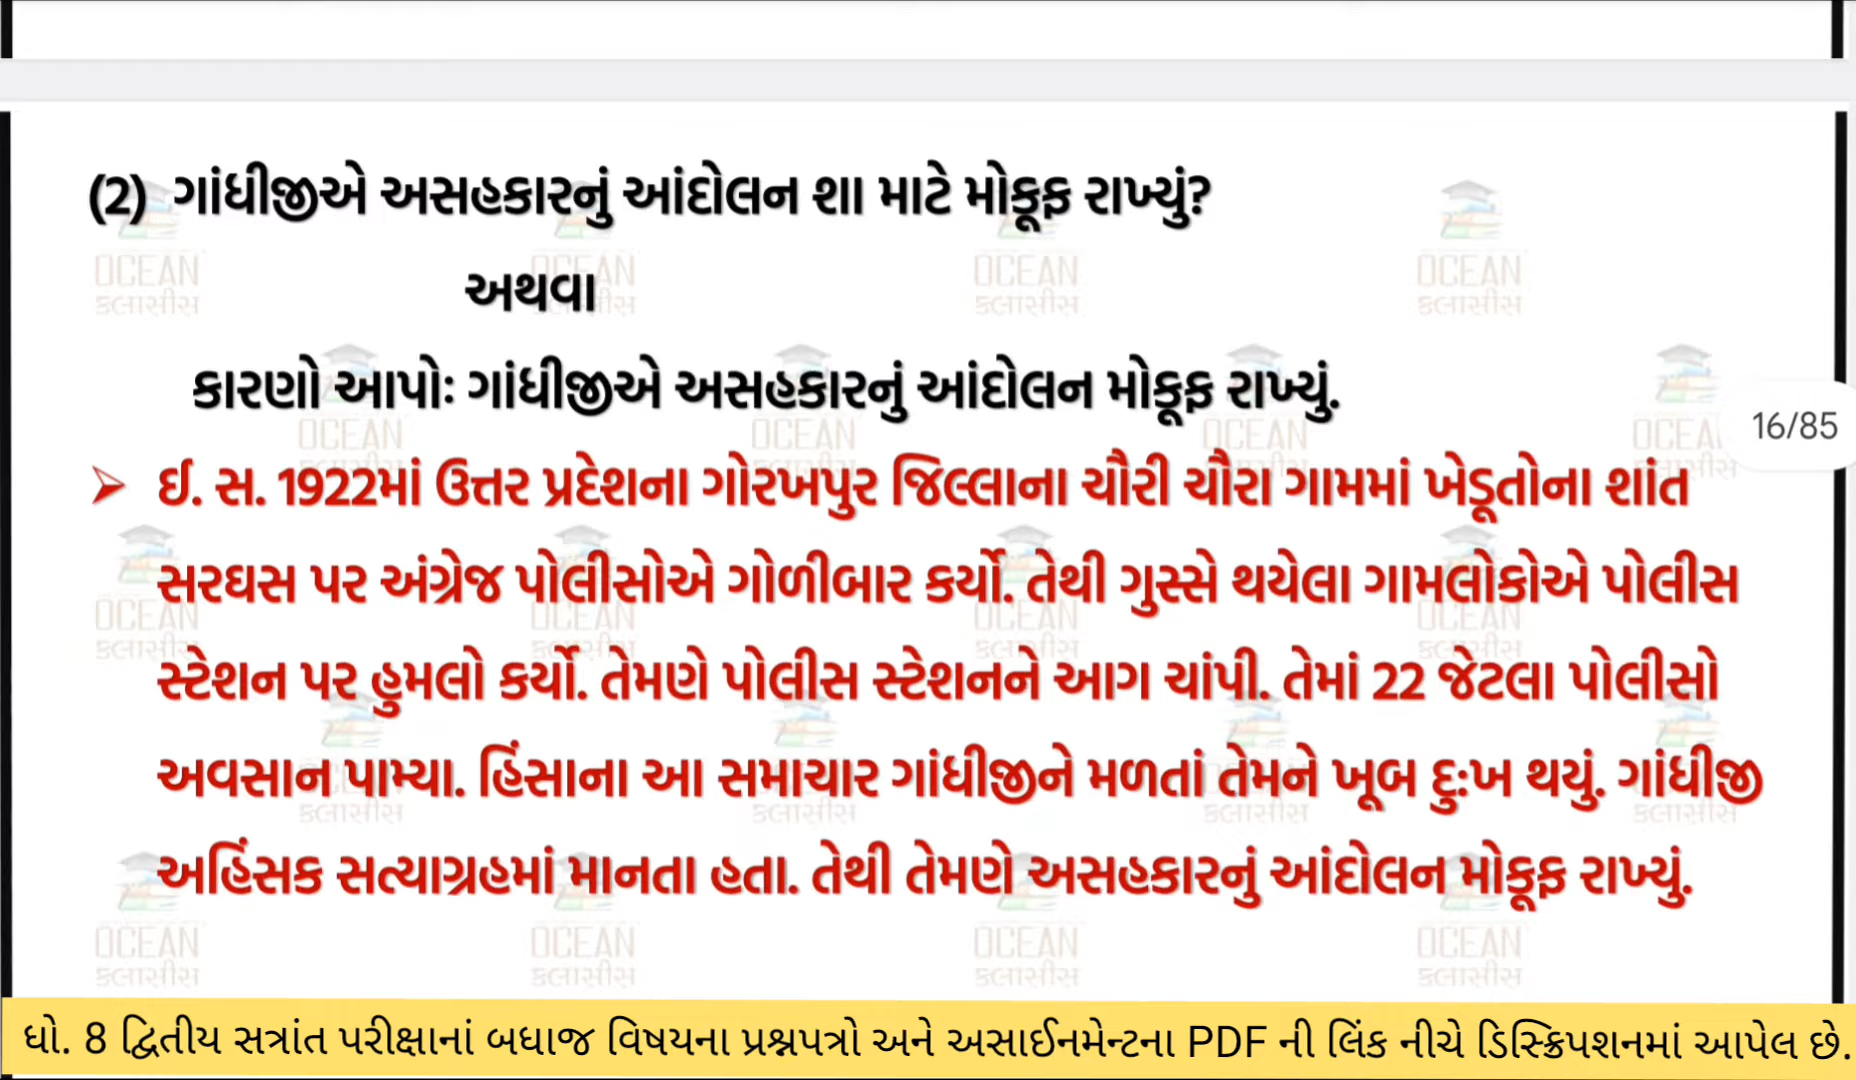 (2) ગાંધીજીએ અસહકારનું આંદોલન શા માટે મોકૂફ રાખ્યું?
અથવા
કારણો આપોઃ ગાંધીજીએ અસહકારનું આંદોલન મોકૂફ રાખ્યું.
16/85
➢ ઈ. સ. 1922માં ઉત્તર પ્રદેશના ગોરખપુર જિલ્લાના ચૌરી ચૌરા ગામમાં ખેડૂતોના શાંત
સરઘસ પર અંગ્રેજ પોલીસોએ ગોળીબાર કર્યો. તેથી ગુસ્સે થયેલા ગામલોકોએ પોલીસ
સ્ટેશન પર હુમલો કર્યો. તેમણે પોલીસ સ્ટેશનને આગ ચાંપી. તેમાં 22 જેટલા પોલીસો
અવસાન પામ્યા. હિંસાના આ સમાચાર ગાંધીજીને મળતાં તેમને ખૂબ દુઃખ થયું. ગાંધીજી
અહિંસક સત્યાગ્રહમાં માનતા હતા. તેથી તેમણે અસહકારનું આંદોલન મોકૂફ રાખ્યું.
OCEAN
ક્લાસીસ
ધો. 8 દ્વિતીય સત્રાંત પરીક્ષાનાં બધાજ વિષયના પ્રશ્નપત્રો અને અસાઈનમેન્ટના PDF ની લિંક નીચે ડિસ્ક્રિપશનમાં આપેલ છે.